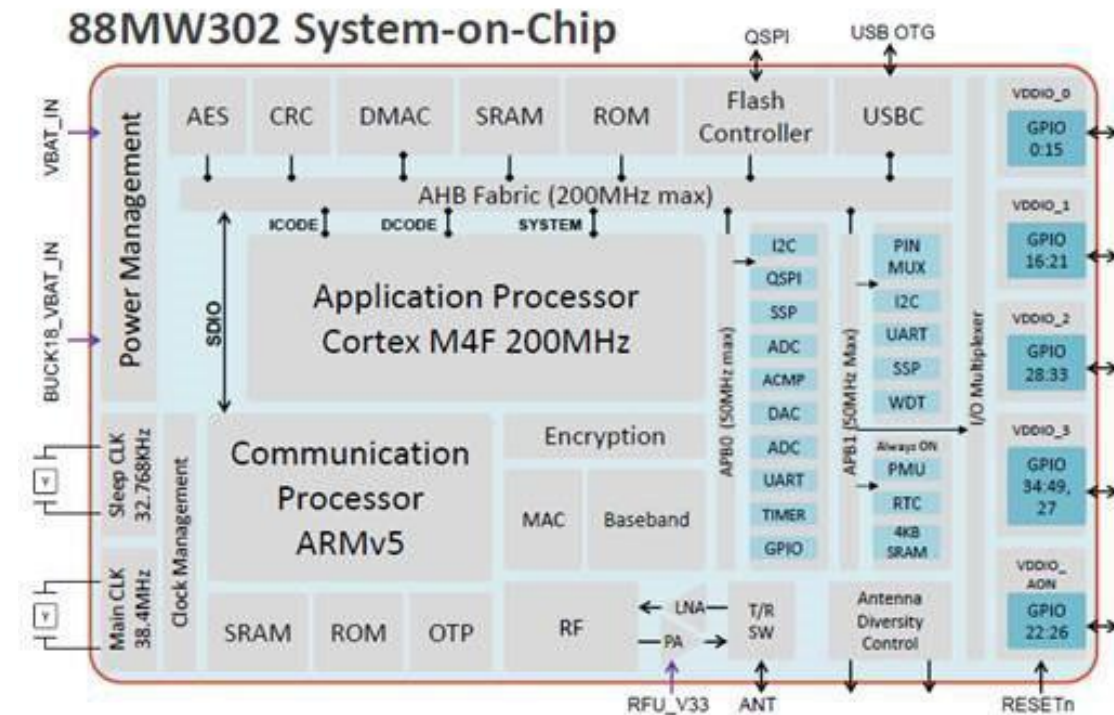 88MW302 System-on-Chip
QSPI
USB OTG
VBAT_IN
BUCK18_VBAT_IN
Power Management
AES
CRC
DMAC
SRAM
ROM
Flash
Controller
USBC
AHB Fabric (200MHz max)
ICODE
DCODE
SYSTEM
SDIO
Application Processor
Cortex M4F 200MHz
Communication
Processor
ARMv5
Encryption
MAC
Baseband
Sleep CLK
32.768KHz
Main CLK
38.4MHz
Clock Management
Y
Y
SRAM
ROM
OTP
RF
LNA
PA
T/R
SW
Antenna
Diversity
Control
APB0 (50MHz max)
I2C
QSPI
SSP
ADC
ACMP
DAC
ADC
UART
TIMER
GPIO
APB1 (50MHz Max)
PIN
MUX
I2C
UART
SSP
WDT
Always ON
PMU
RTC
4KB
SRAM
I/O Multiplexer
VDDIO_0
GPIO
0:15
VDDIO_1
GPIO
16:21
VDDIO_2
GPIO
28:33
VDDIO_3
GPIO
34:49,
27
VDDIO_
AON
GPIO
22:26
RFU_V33
ANT
RESETn